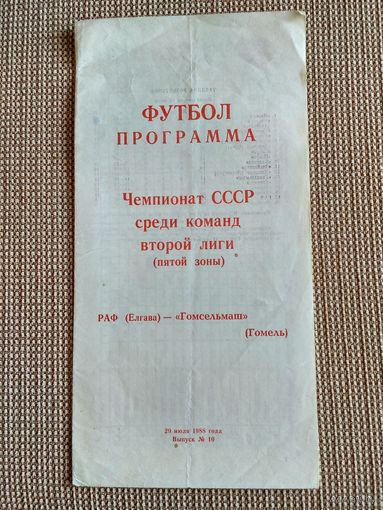 ФУТБОЛ
ПРОГРАММА
Чемпионат СССР
среди команд
второй лиги
(пятой зоны)
РАФ (Елгава) — «Гомсельмаш»
(Гомель)
29 июля 1988 года
Выпуск № 10